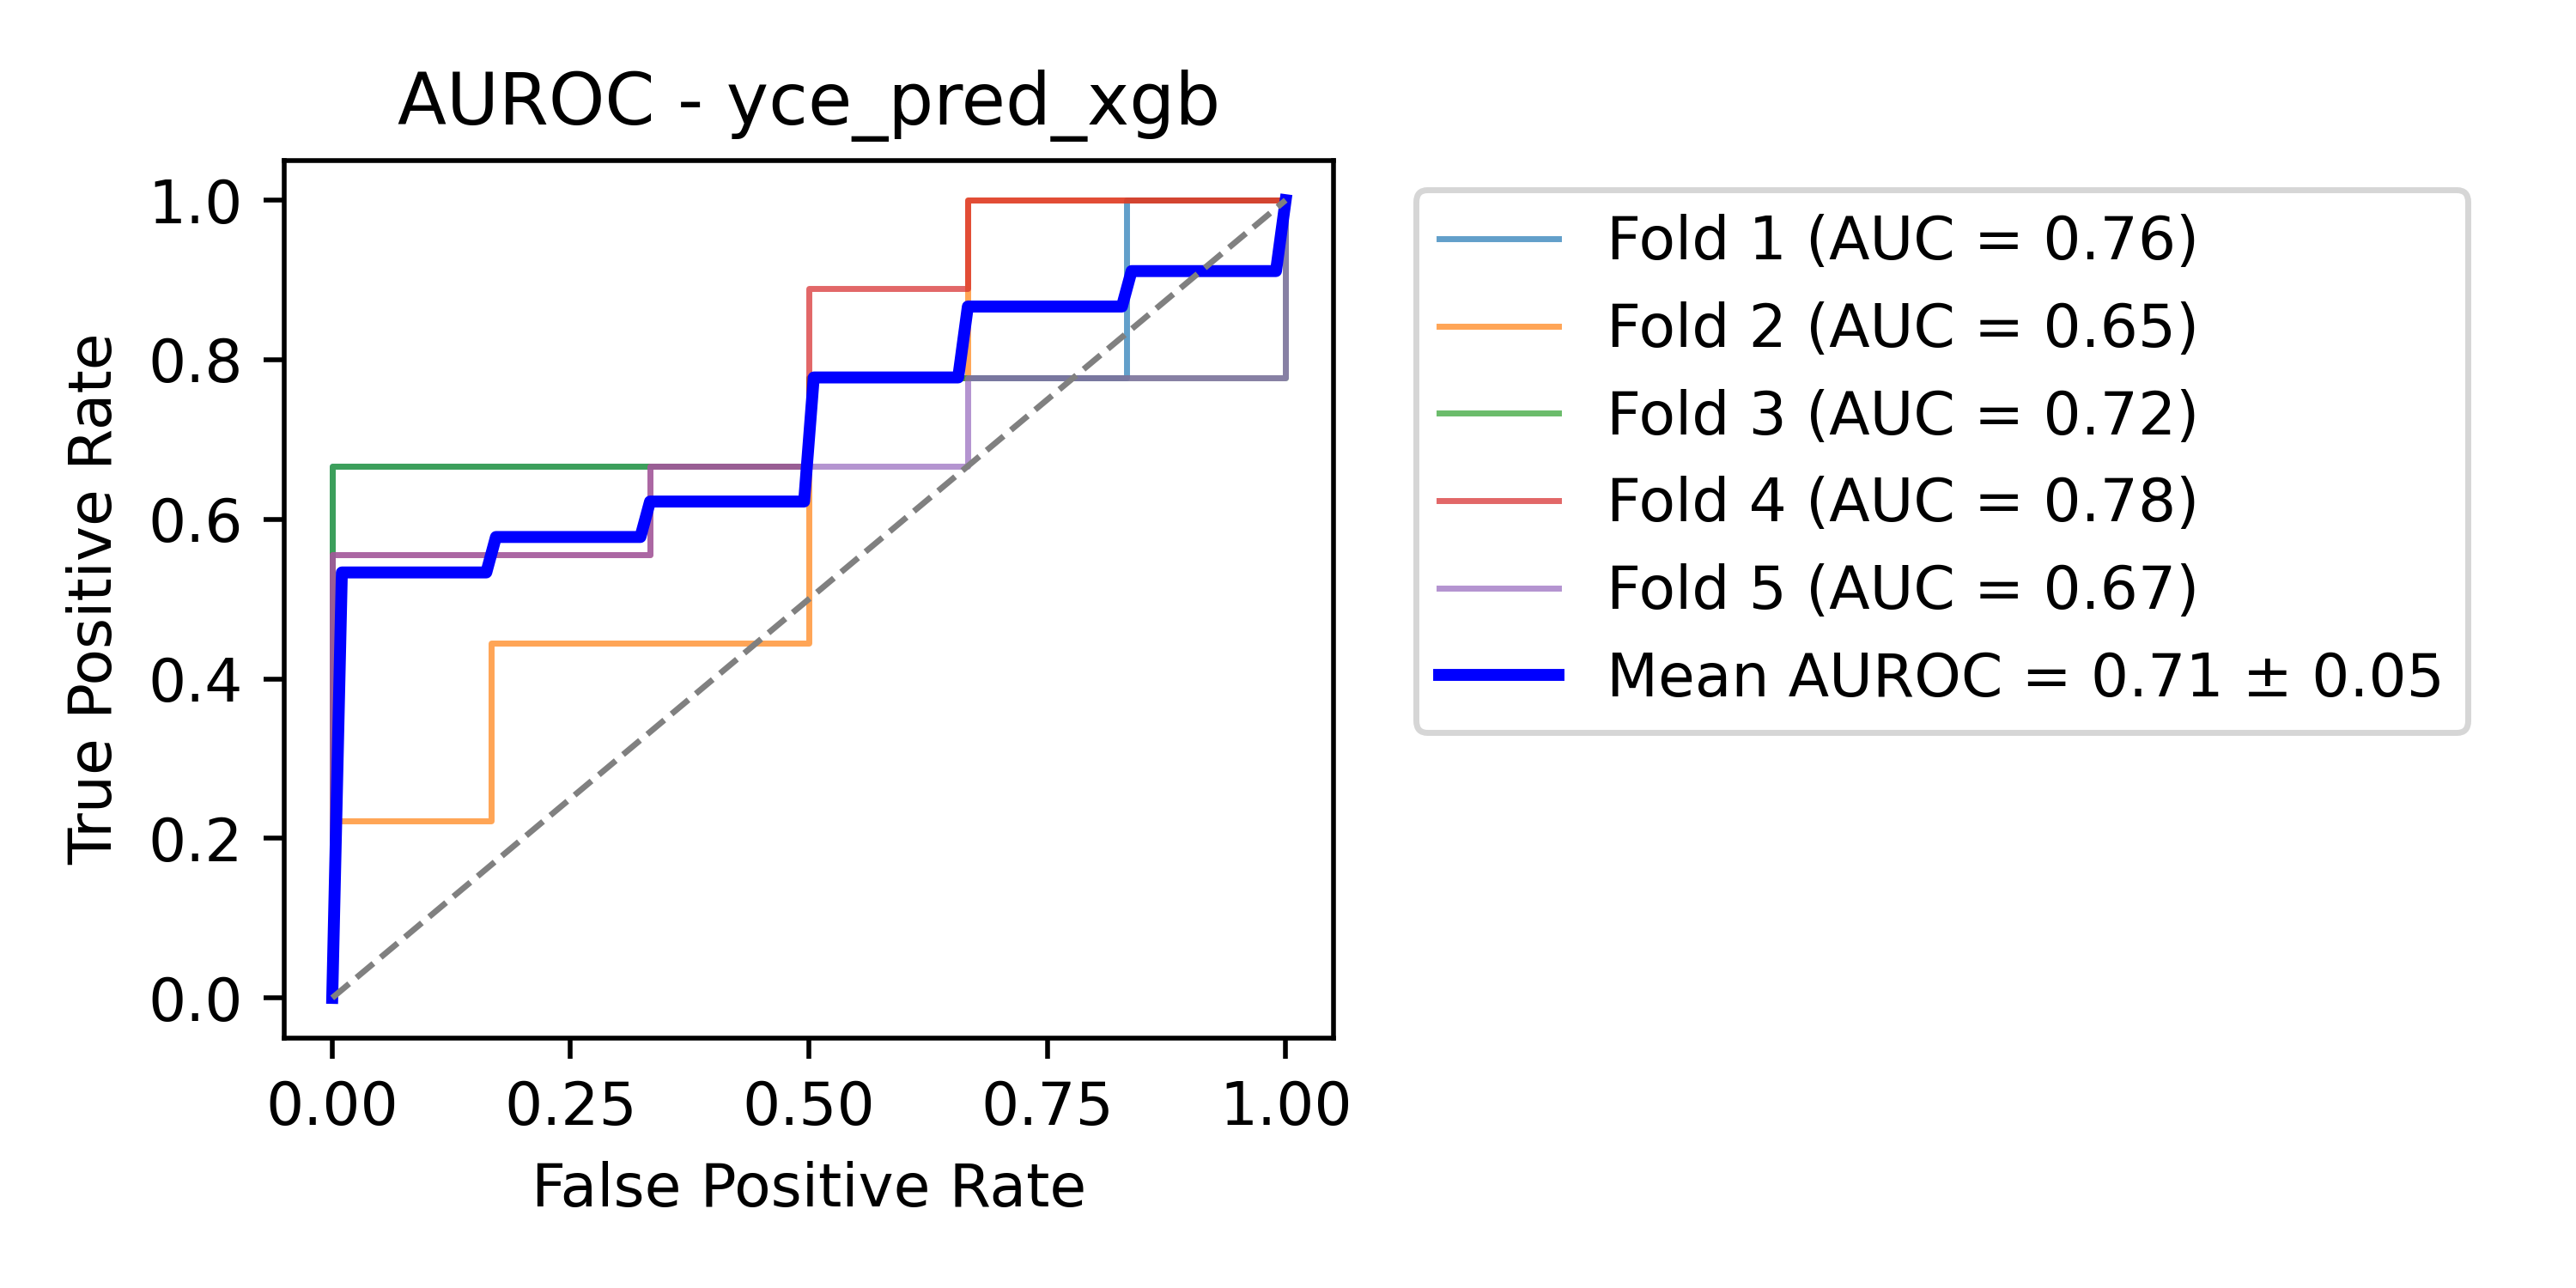 AUROC - yce_pred_xgb
True Positive Rate
1.0
0.8
0.6
0.4
0.2
0.0
0.00 0.25 0.50 0.75 1.00
False Positive Rate
Fold 1 (AUC = 0.76)
Fold 2 (AUC = 0.65)
Fold 3 (AUC = 0.72)
Fold 4 (AUC = 0.78)
Fold 5 (AUC = 0.67)
Mean AUROC = 0.71 ± 0.05